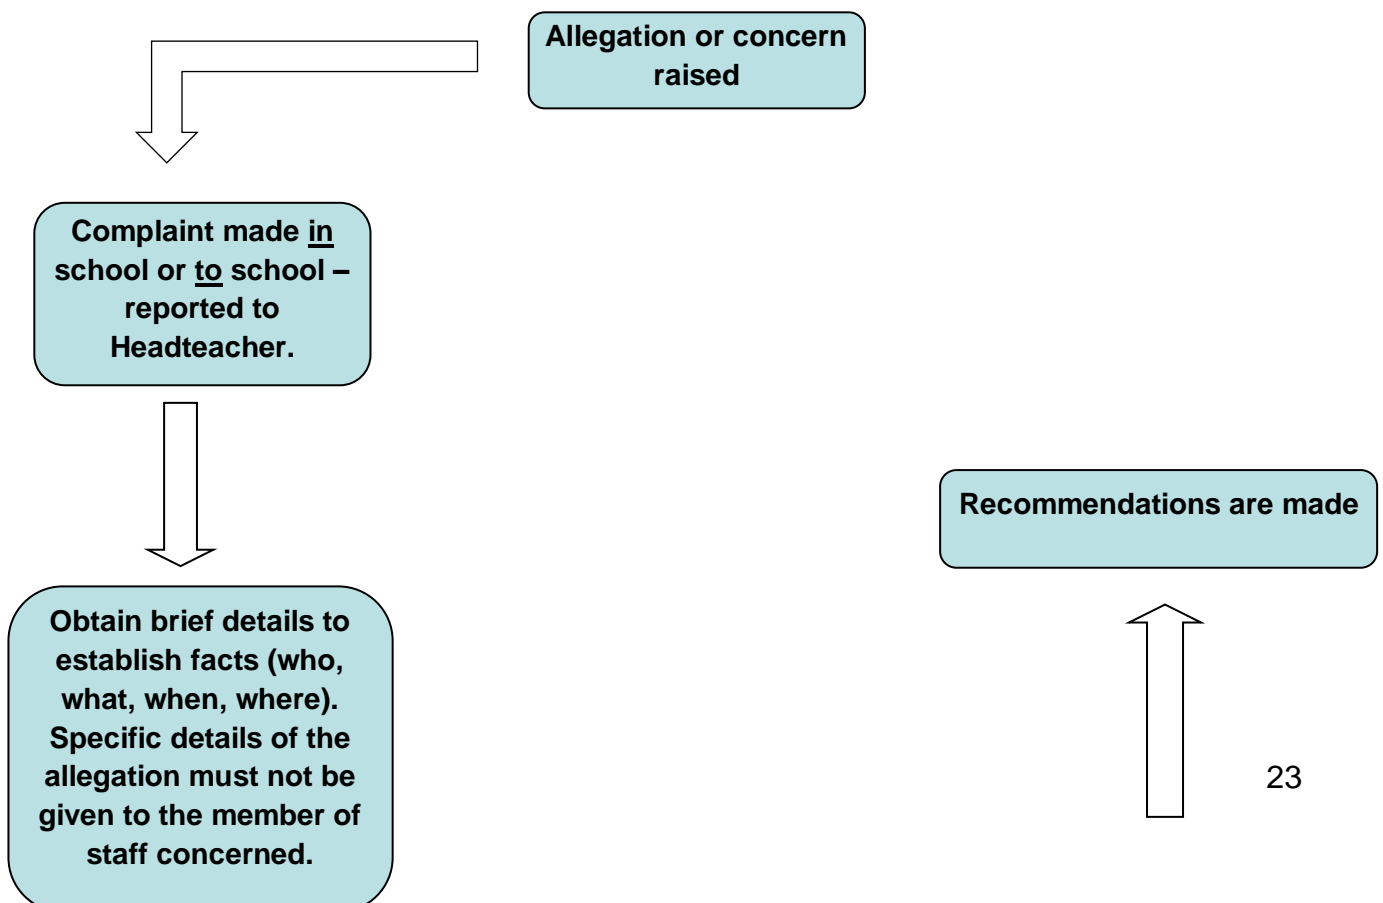 Allegation or concern
raised
Complaint made in
school or to school –
reported to
Headteacher.
Recommendations are made
Obtain brief details to
establish facts (who,
what, when, where).
Specific details of the
allegation must not be
given to the member of
staff concerned.
23